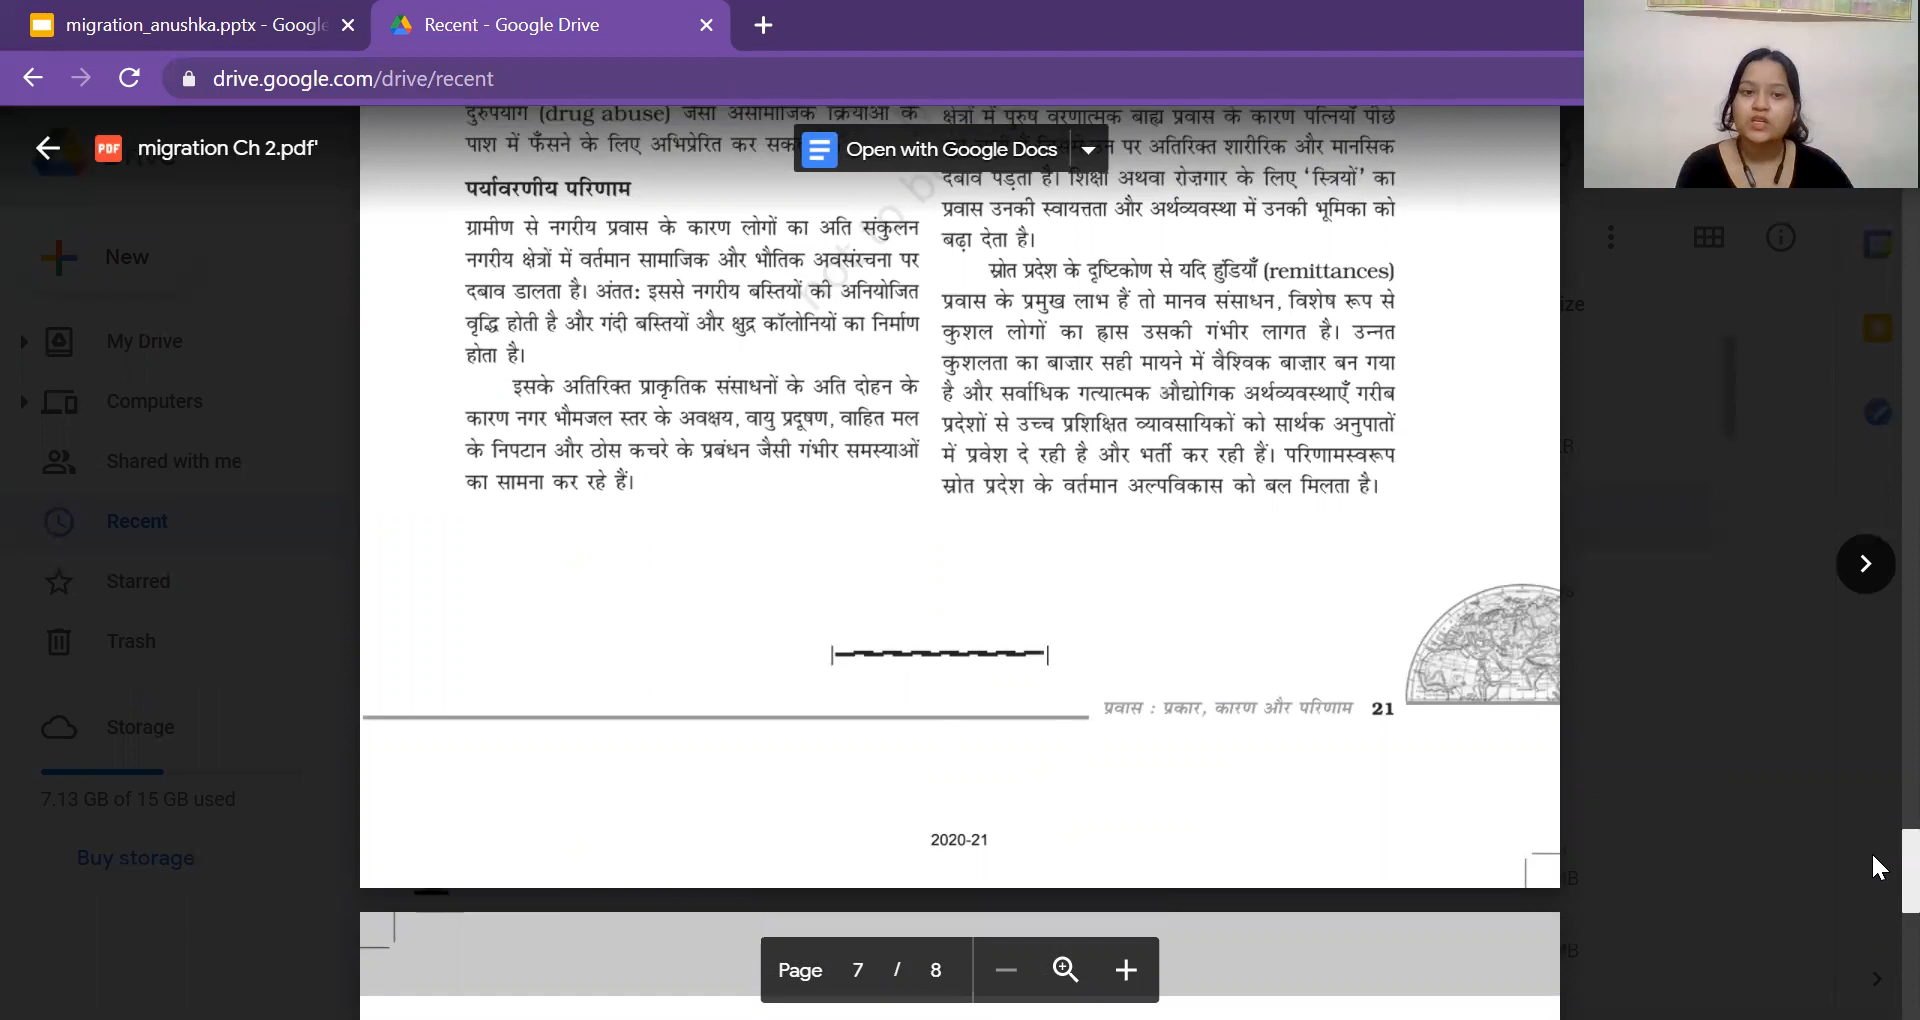 migration_anushka.pptx - Google
Recent - Google Drive
drive.google.com/drive/recent
migration Ch 2.pdf'
Open with Google Docs
New
My Drive
Computers
Shared with me
Recent
Starred
Trash
Storage
7.13 GB of 15 GB used
Buy storage
दुरुपयोग (drug abuse) जैसी असामाजिक क्रियाओं के
पाश में फँसने के लिए अभिप्रेरित कर
पर्यावरणीय परिणाम
ग्रामीण से नगरीय प्रवास के कारण लोगों का अति संकुलन
नगरीय क्षेत्रों में वर्तमान सामाजिक और भौतिक अवसंरचना पर
दबाव डालता है। अंतत: इससे नगरीय बस्तियों की अनियोजित
वृद्धि होती है और गंदी बस्तियों और क्षुद्र कॉलोनियों का निर्माण
होता है।
इसके अतिरिक्त प्राकृतिक संसाधनों के अति दोहन के
कारण नगर भौमजल स्तर के अवक्षय, वायु प्रदूषण, वाहित मल
के निपटान और ठोस कचरे के प्रबंधन जैसी गंभीर समस्याओं
का सामना कर रहे हैं।
क्षेत्रों में पुरुष वरणात्मक बाह्य प्रवास के कारण पत्नियाँ पीछे
पर अतिरिक्त शारीरिक और मानसिक
दबाव पड़ता है। शिक्षा अथवा रोज़गार के लिए ‘स्त्रियों’ का
प्रवास उनकी स्वायत्तता और अर्थव्यवस्था में उनकी भूमिका को
बढ़ा देता है।
स्रोत प्रदेश के दृष्टिकोण से यदि हुंडियाँ (remittances)
प्रवास के प्रमुख लाभ हैं तो मानव संसाधन, विशेष रूप से
कुशल लोगों का ह्रास उसकी गंभीर लागत है। उन्नत
कुशलता का बाज़ार सही मायने में वैश्विक बाज़ार बन गया
है और सर्वाधिक गत्यात्मक औद्योगिक अर्थव्यवस्थाएँ गरीब
प्रदेशों से उच्च प्रशिक्षित व्यावसायिकों को सार्थक अनुपातों
में प्रवेश दे रही है और भर्ती कर रही हैं। परिणामस्वरूप
स्रोत प्रदेश के वर्तमान अल्पविकास को बल मिलता है।
not to b
प्रवास : प्रकार, कारण और परिणाम 21
2020-21
Page 7 / 8